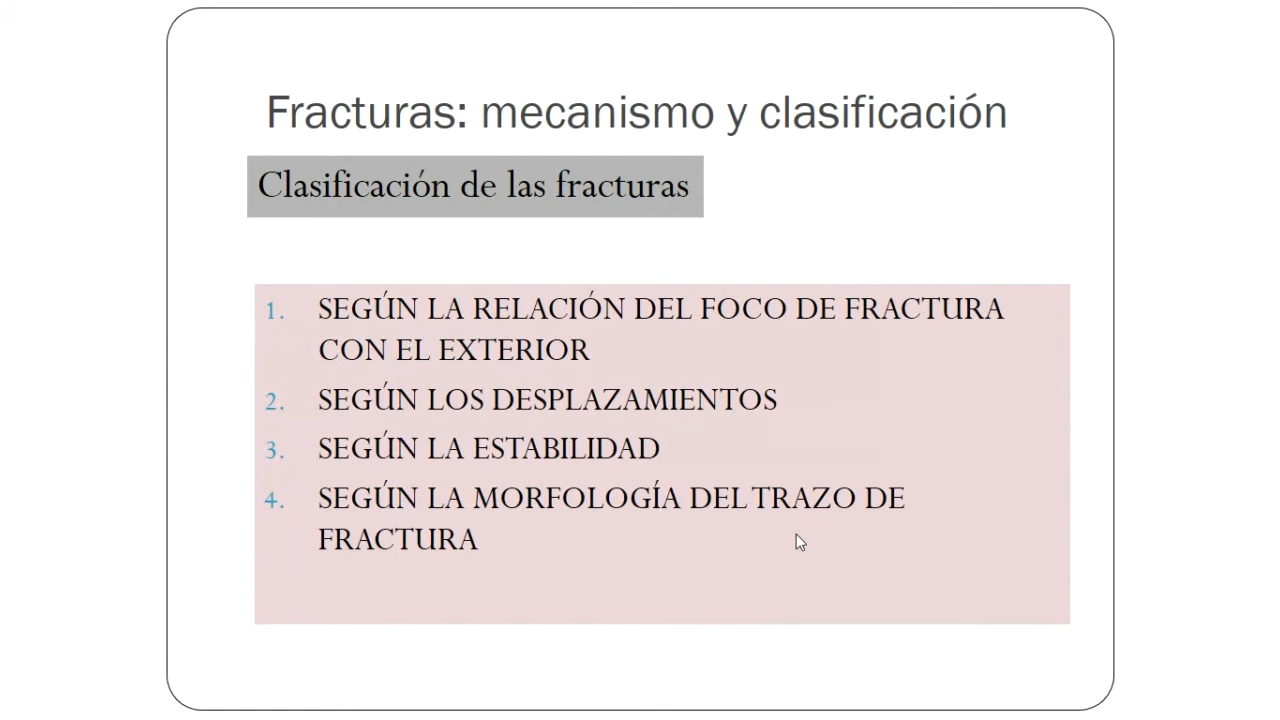 Fracturas: mecanismo y clasificación
Clasificación de las fracturas
1. SEGÚN LA RELACIÓN DEL FOCO DE FRACTURA
CON EL EXTERIOR
2. SEGÚN LOS DESPLAZAMIENTOS
3. SEGÚN LA ESTABILIDAD
4. SEGÚN LA MORFOLOGÍA DEL TRAZO DE
FRACTURA